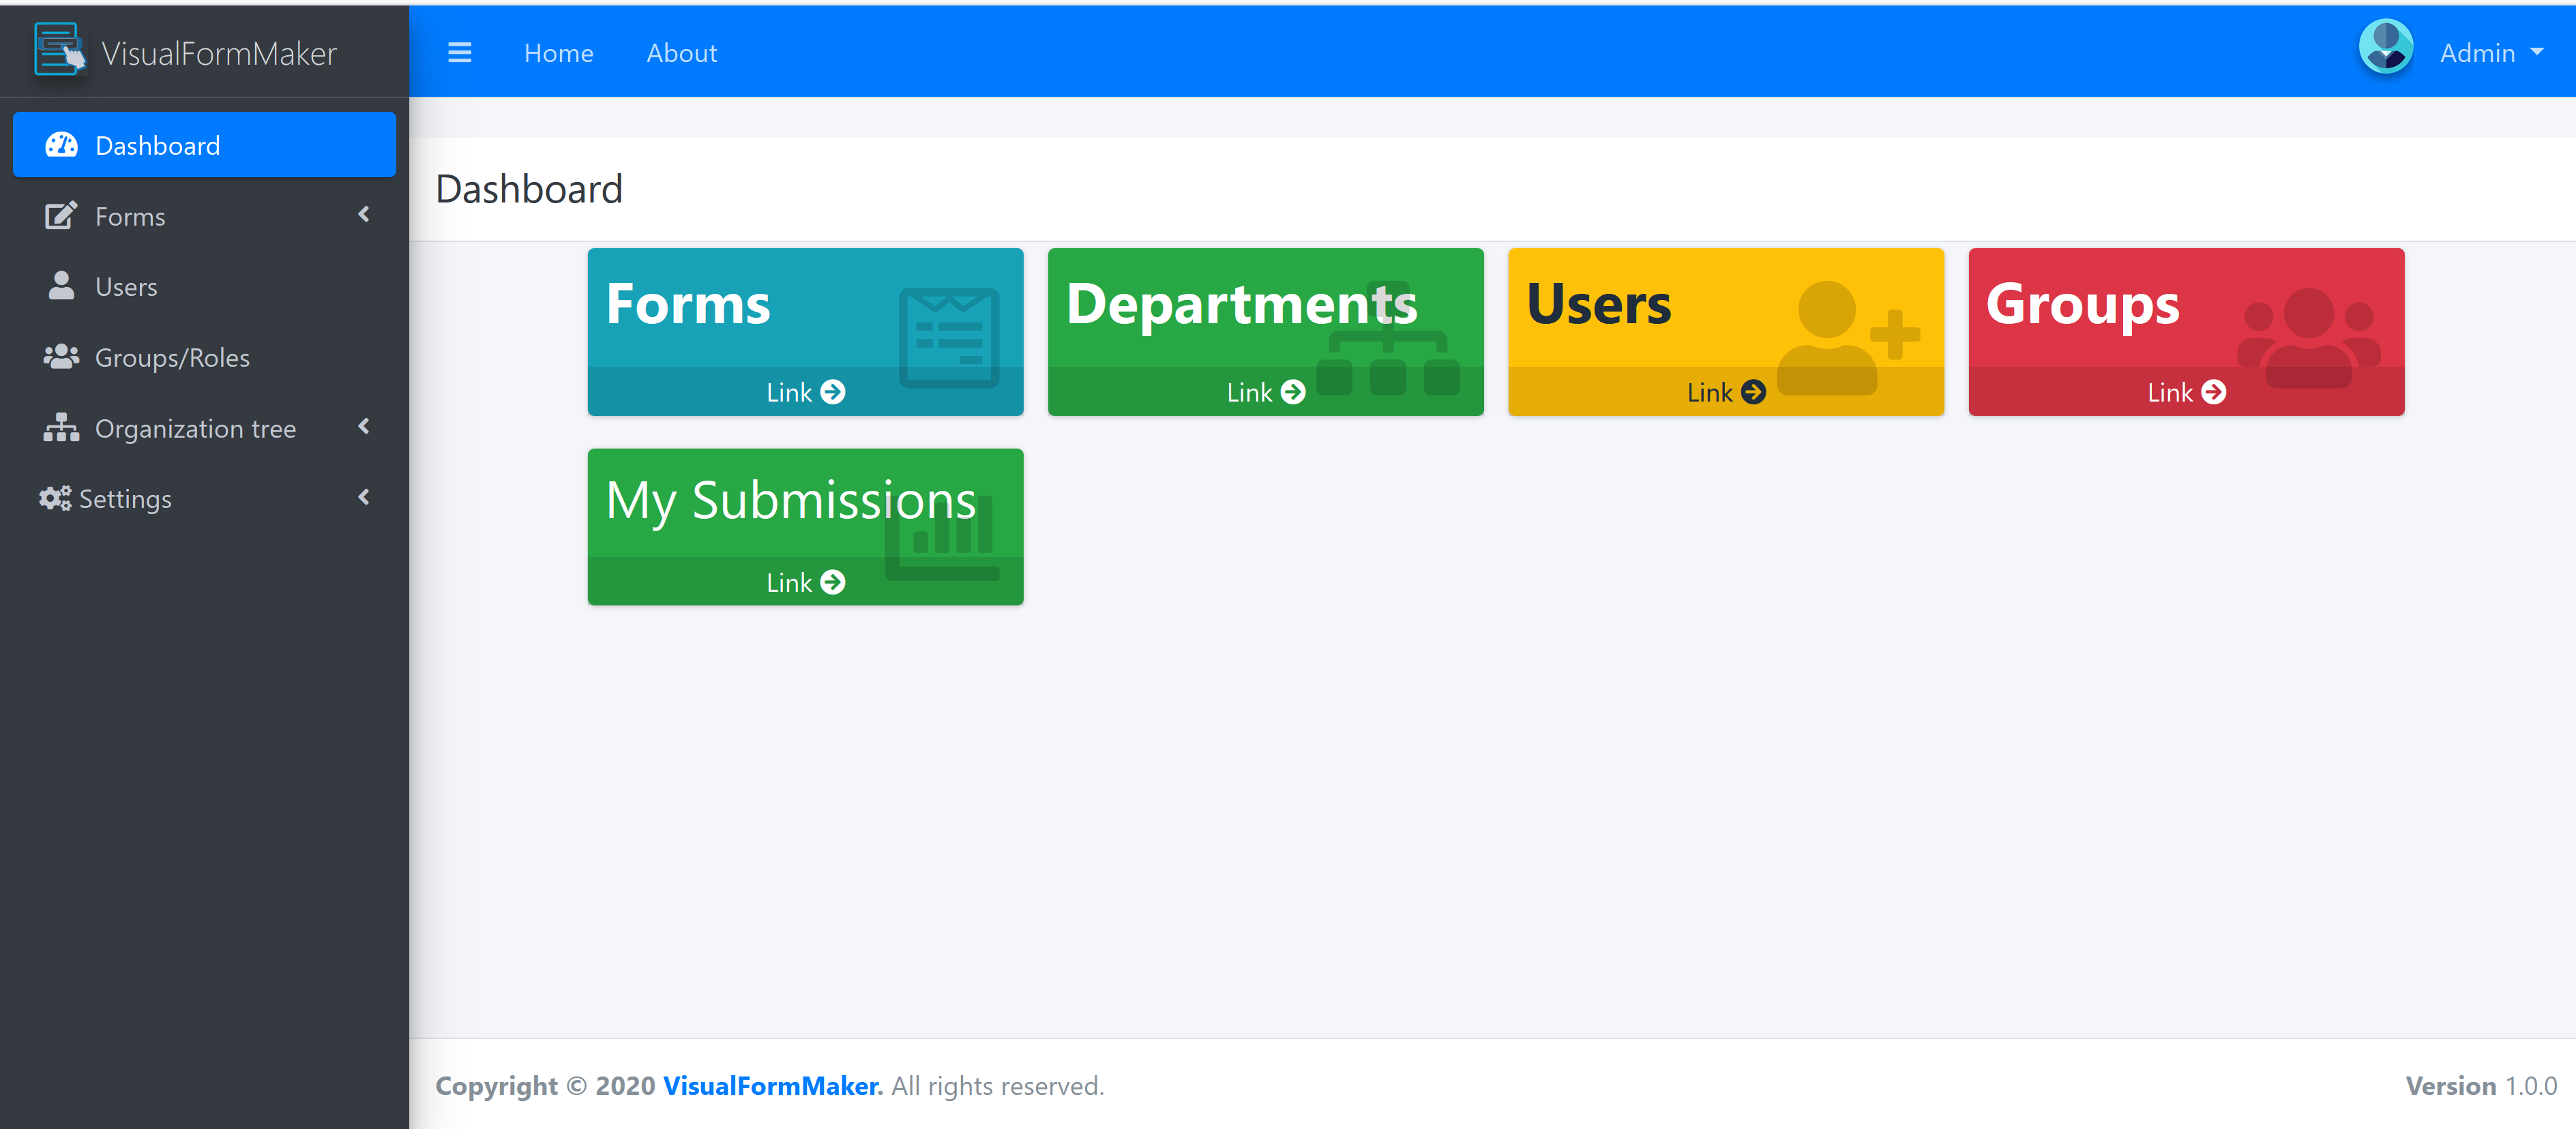 VisualFormMaker
Home About
Admin
Dashboard
Forms
Users
Groups/Roles
Organization tree
Settings
Dashboard
Forms
Link
Departments
Link
Users
Link
Groups
Link
My Submissions
Link
Copyright © 2020 VisualFormMaker. All rights reserved.
Version 1.0.0